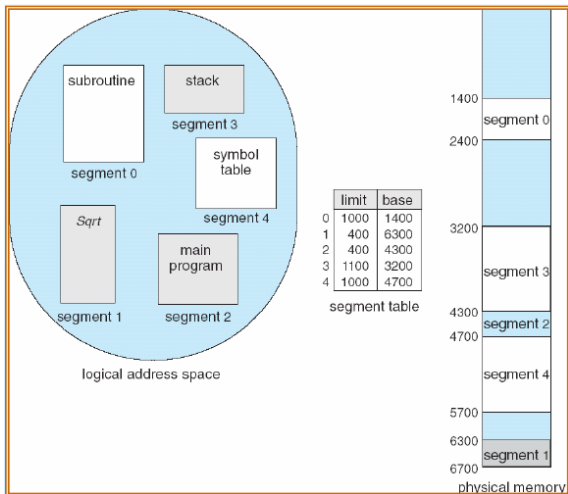 subroutine
segment 0
stack
segment 3
symbol
table
segment 4
Sqrt
segment 1
main
program
segment 2
logical address space
limit base
0 1000 1400
1 400 6300
2 400 4300
3 1100 3200
4 1000 4700
segment table
1400
segment 0
2400
3200
segment 3
4300
segment 2
4700
segment 4
5700
6300
segment 1
6700
physical memory